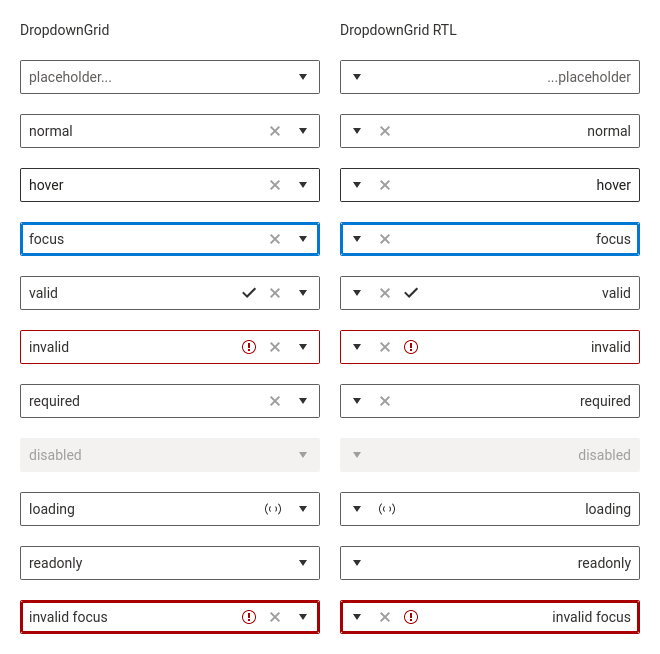 DropdownGrid DropdownGrid RTL
placeholder... ...placeholder
normal normal
hover hover
focus focus
valid valid
invalid invalid
required required
disabled disabled
loading loading
readonly readonly
invalid focus invalid focus